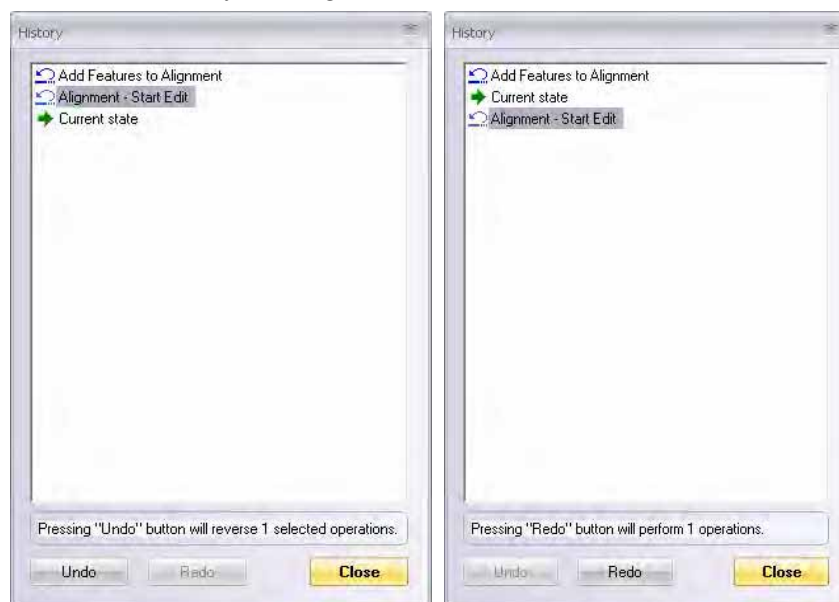 History
Add Features to Alignment
Alignment - Start Edit
Current state
Pressing "Undo" button will reverse 1 selected operations.
Undo
Redo
Close
History
Add Features to Alignment
Current state
Alignment - Start Edit
Pressing "Redo" button will perform 1 operations.
Undo
Redo
Close